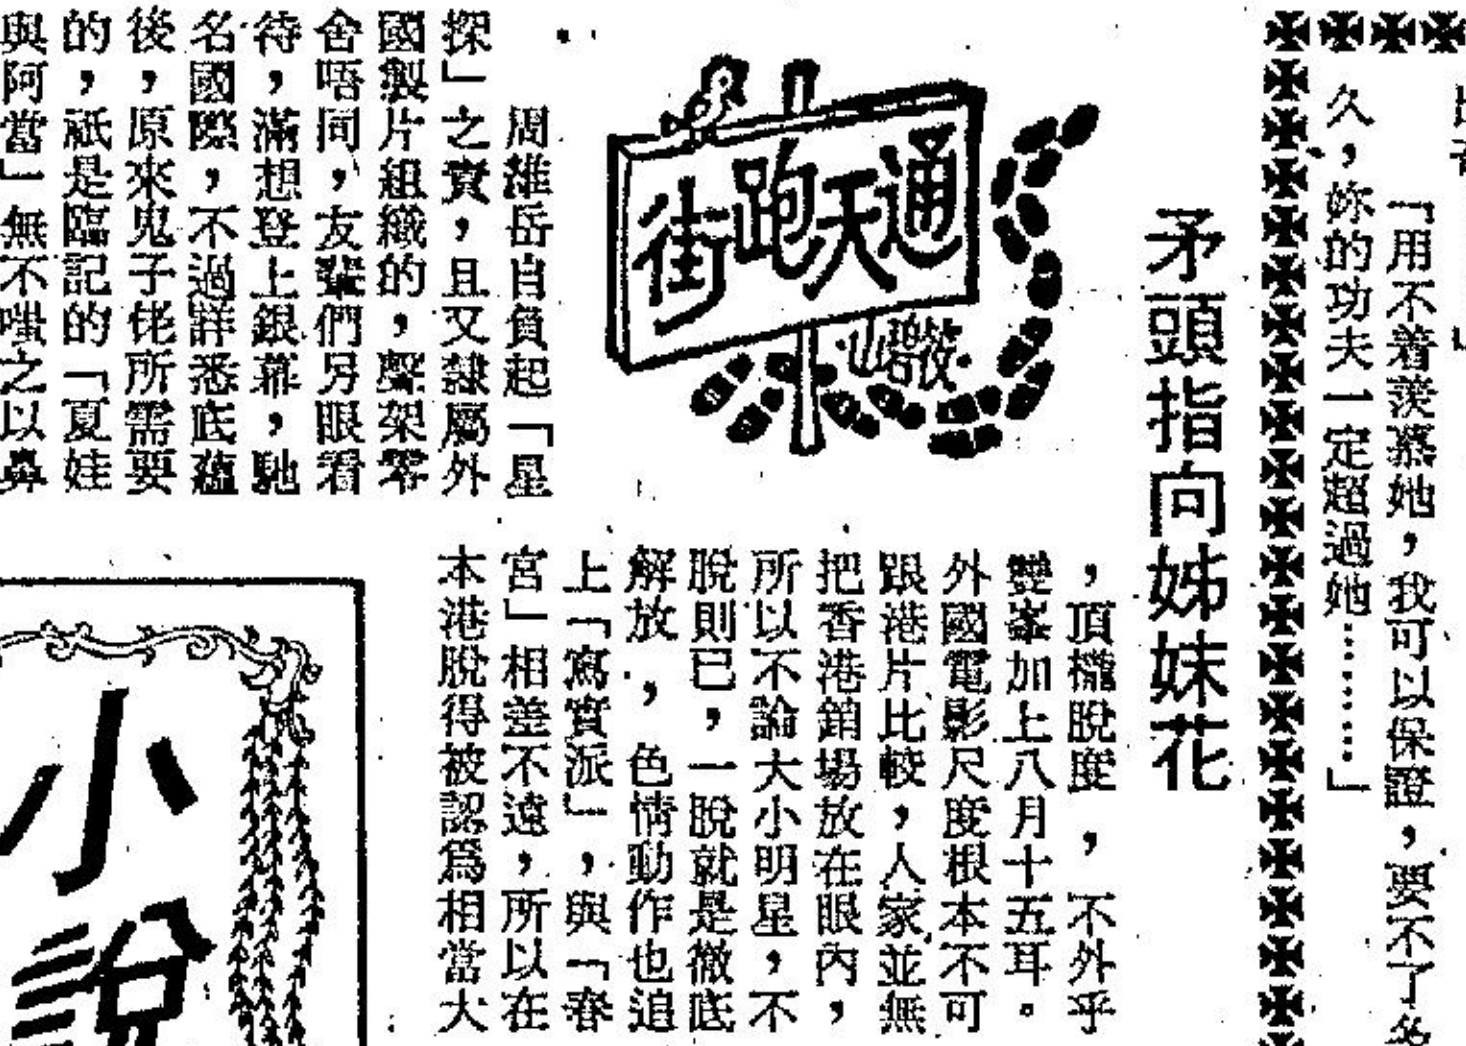 「用不着羨慕她，我可以保證，要不了多
久，妳的功夫一定超過她………」
矛頭指向姊妹花
通天跑街
周雄岳自負起「星
探」之責，且又隸屬外
國製片組織的，聲架零
舍唔同，友輩們另眼看
待，滿想登上銀幕，馳
名國際，不過詳悉底蘊
後，原來鬼子佬所需要
的，祇是臨記的「夏娃
與阿當」無不嗤之以鼻
，頂櫳脫度，不外乎
雙峯加上八月十五耳。
外國電影尺度根本不可
跟港片比較，人家並無
把香港銷場放在眼內，
所以不論大小明星，不
脫則已，一脫就是徹底
解放，色情動作也追
上「寫實派」，與「春
宮」相差不遠，所以在
本港脫得被認爲相當大
小說